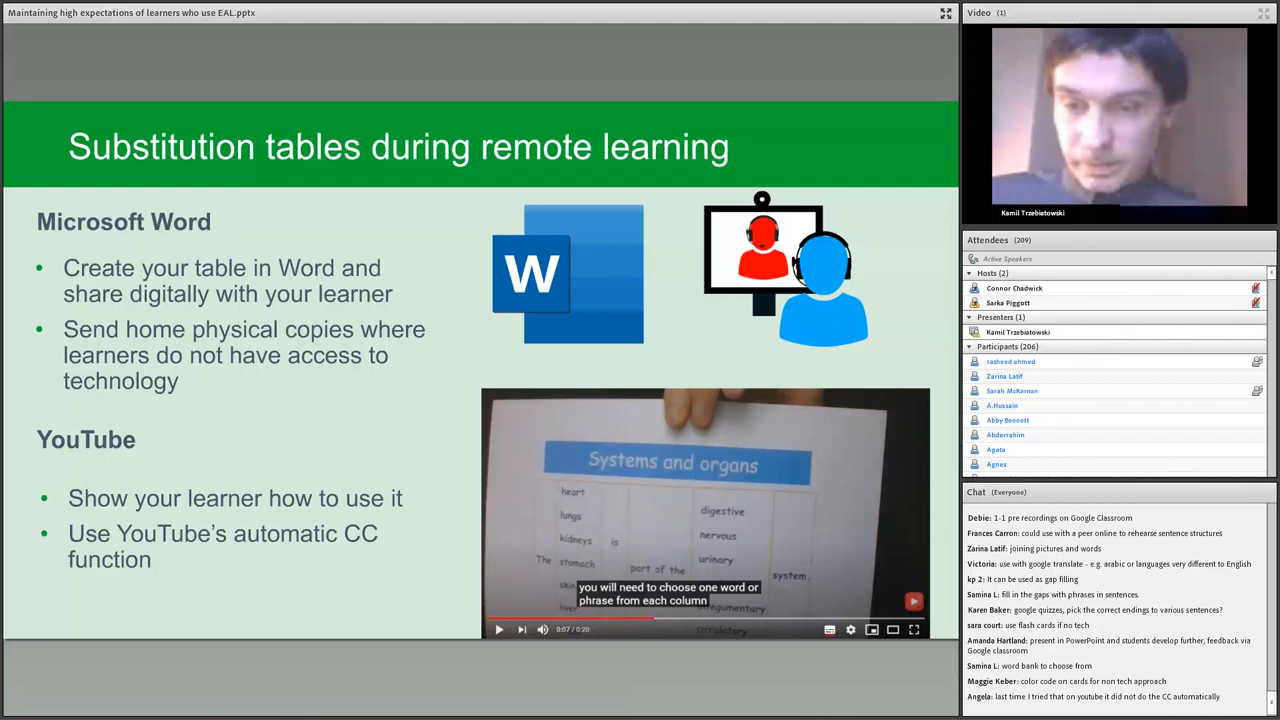 Maintaining high expectations of learners who use EAL.pptx
Substitution tables during remote learning
Microsoft Word
• Create your table in Word and
share digitally with your learner
• Send home physical copies where
learners do not have access to
technology
YouTube
• Show your learner how to use it
• Use YouTube's automatic CC
function
W
Systems and organs
heart
lungs
kidneys
The stomach
skin
liver
is
part of the
digestive
nervous
urinary
circulatory
system.
you will need to choose one word or
phrase from each column
0:07 / 0:20
Video (1)
Kamil Trzebiatowski
Attendees (209)
Active Speakers
Hosts (2)
Connor Chadwick
Sarka Piggott
Presenters (1)
Kamil Trzebiatowski
Participants (206)
rasheed ahmed
Zarina Latif
Sarah McKernan
A.Hussain
Abby Bennett
Abderrahim
Agata
Agnes
Chat (Everyone)
Debie: 1-1 pre recordings on Google Classroom
Frances Carron: could use with a peer online to rehearse sentence structures
Zarina Latif: joining pictures and words
Victoria: use with google translate - e.g. arabic or languages very different to English
kp 2: It can be used as gap filling
Samina L: fill in the gaps with phrases in sentences.
Karen Baker: google quizzes, pick the correct endings to various sentences?
sara court: use flash cards if no tech
Amanda Hartland: present in PowerPoint and students develop further, feedback via
Google classroom
Samina L: word bank to choose from
Maggie Keber: color code on cards for non tech approach
Angela: last time I tried that on youtube it did not do the CC automatically